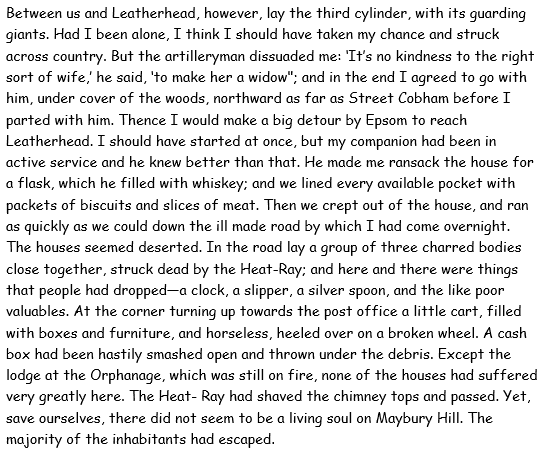 Between us and Leatherhead, however, lay the third cylinder, with its guarding
giants. Had I been alone, I think I should have taken my chance and struck
across country. But the artilleryman dissuaded me: 'It's no kindness to the right
sort of wife,' he said, 'to make her a widow"; and in the end I agreed to go with
him, under cover of the woods, northward as far as Street Cobham before I
parted with him. Thence I would make a big detour by Epsom to reach
Leatherhead. I should have started at once, but my companion had been in
active service and he knew better than that. He made me ransack the house for
a flask, which he filled with whiskey; and we lined every available pocket with
packets of biscuits and slices of meat. Then we crept out of the house, and ran
as quickly as we could down the ill made road by which I had come overnight.
The houses seemed deserted. In the road lay a group of three charred bodies
close together, struck dead by the Heat-Ray; and here and there were things
that people had dropped—a clock, a slipper, a silver spoon, and the like poor
valuables. At the corner turning up towards the post office a little cart, filled
with boxes and furniture, and horseless, heeled over on a broken wheel. A cash
box had been hastily smashed open and thrown under the debris. Except the
lodge at the Orphanage, which was still on fire, none of the houses had suffered
very greatly here. The Heat- Ray had shaved the chimney tops and passed. Yet,
save ourselves, there did not seem to be a living soul on Maybury Hill. The
majority of the inhabitants had escaped.